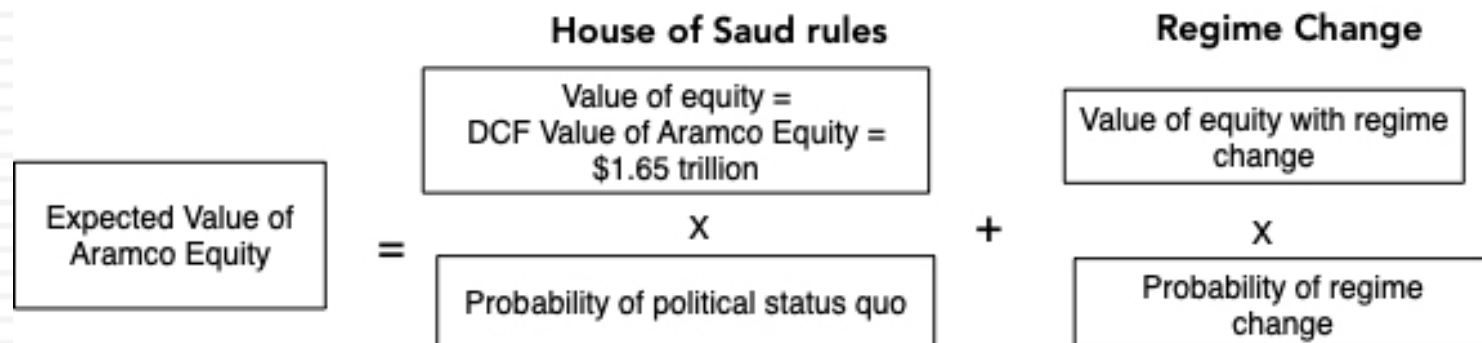 House of Saud rules
Regime Change
Value of equity =
DCF Value of Aramco Equity =
$1.65 trillion
Value of equity with regime
change
Expected Value of
Aramco Equity
=
X
+
X
Probability of political status quo
Probability of regime
change